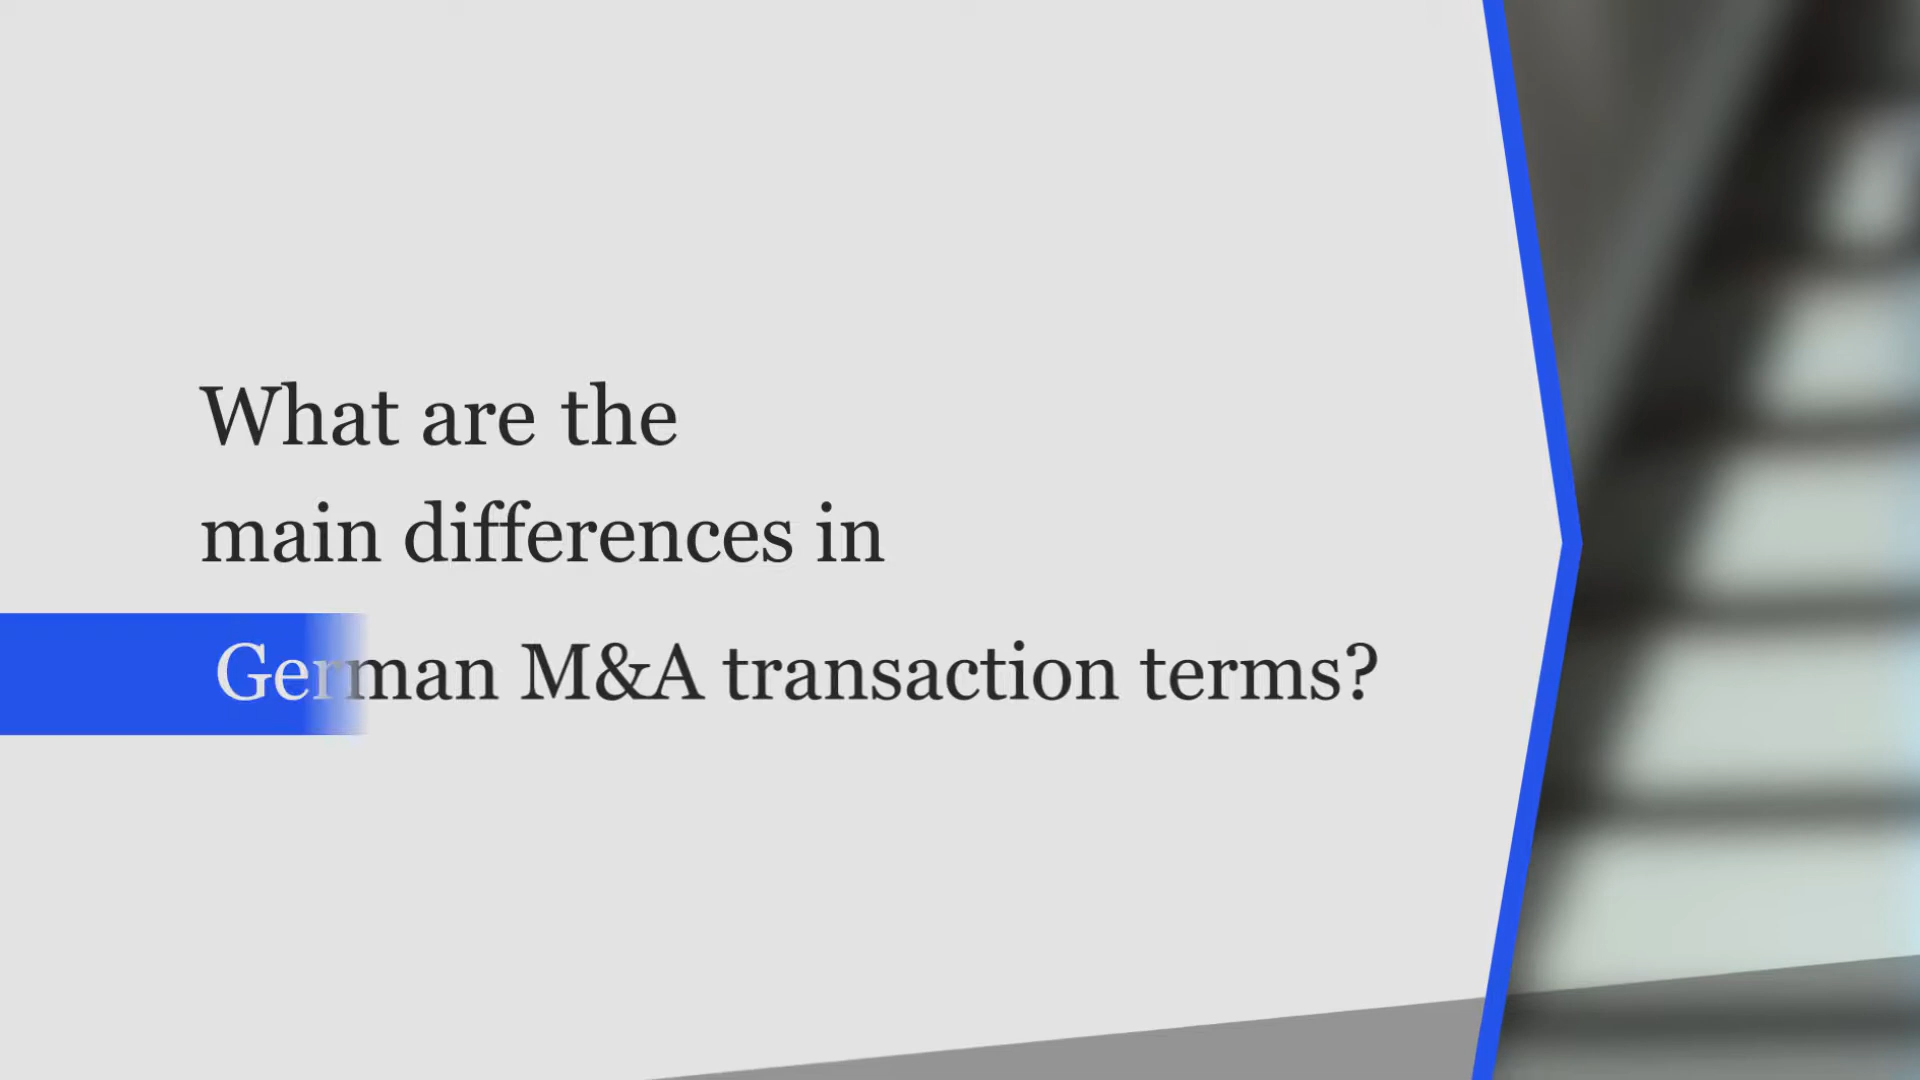 What are the
main differences in
German M&A transaction terms?